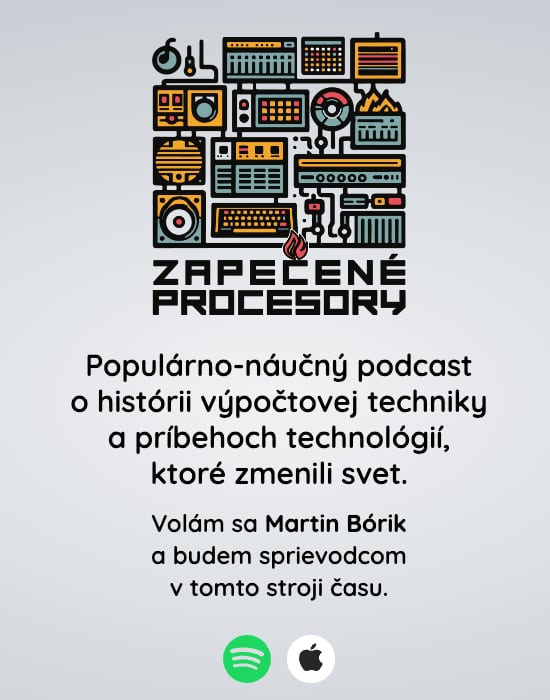 ZAPEČENÉ
PROCESORY
Populárno-náučný podcast
o histórii výpočtovej techniky
a príbehoch technológií,
ktoré zmenili svet.
Volám sa Martin Bórik
a budem sprievodcom
v tomto stroji času.